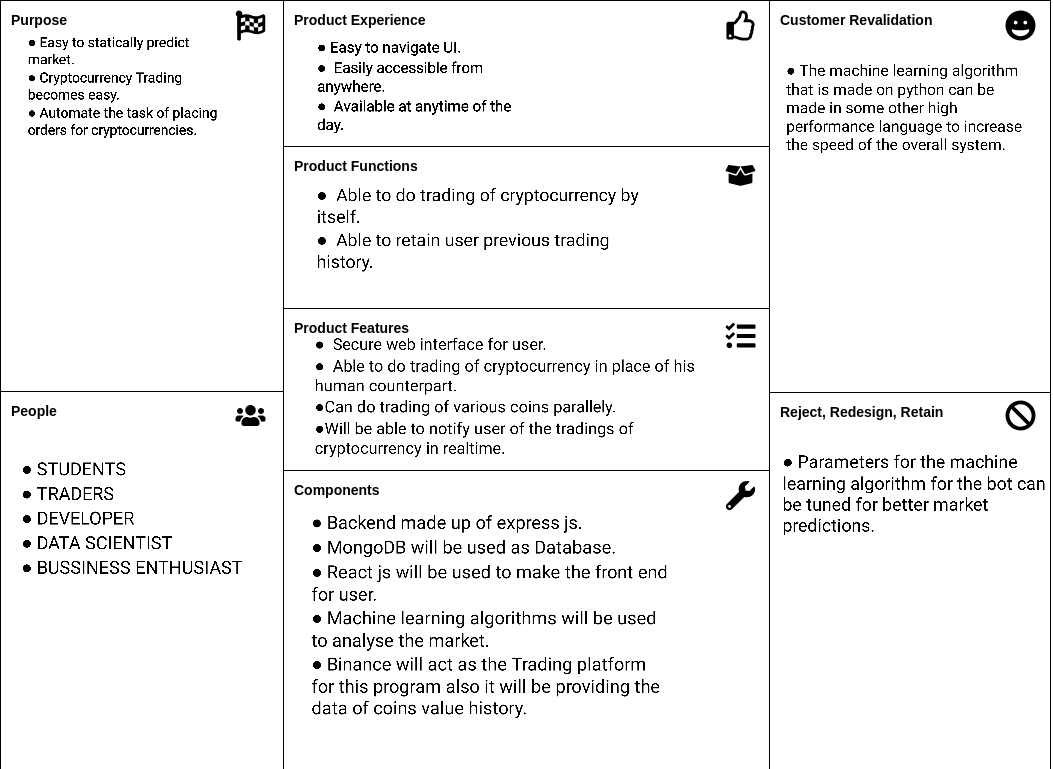 Purpose
● Easy to statically predict
market.
● Cryptocurrency Trading
becomes easy.
● Automate the task of placing
orders for cryptocurrencies.
People
● STUDENTS
● TRADERS
● DEVELOPER
● DATA SCIENTIST
● BUSSINESS ENTHUSIAST
Product Experience
● Easy to navigate UI.
● Easily accessible from
anywhere.
● Available at anytime of the
day.
Product Functions
● Able to do trading of cryptocurrency by
itself.
● Able to retain user previous trading
history.
Product Features
● Secure web interface for user.
● Able to do trading of cryptocurrency in place of his
human counterpart.
●Can do trading of various coins parallely.
●Will be able to notify user of the tradings of
cryptocurrency in realtime.
Components
● Backend made up of express js.
● MongoDB will be used as Database.
● React js will be used to make the front end
for user.
● Machine learning algorithms will be used
to analyse the market.
● Binance will act as the Trading platform
for this program also it will be providing the
data of coins value history.
Customer Revalidation
● The machine learning algorithm
that is made on python can be
made in some other high
performance language to increase
the speed of the overall system.
Reject, Redesign, Retain
● Parameters for the machine
learning algorithm for the bot can
be tuned for better market
predictions.